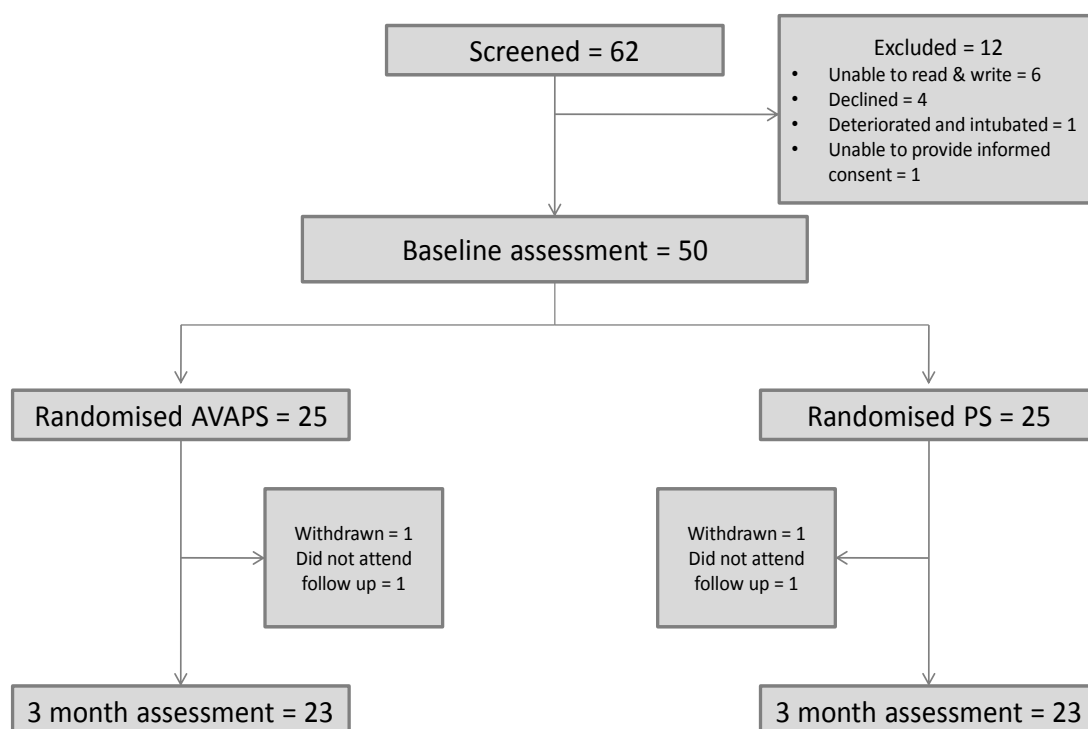 Screened = 62
Excluded = 12
• Unable to read & write = 6
• Declined = 4
• Deteriorated and intubated = 1
• Unable to provide informed
consent = 1
Baseline assessment = 50
Randomised AVAPS = 25
Randomised PS = 25
Withdrawn = 1
Did not attend
follow up = 1
Withdrawn = 1
Did not attend
follow up = 1
3 month assessment = 23
3 month assessment = 23